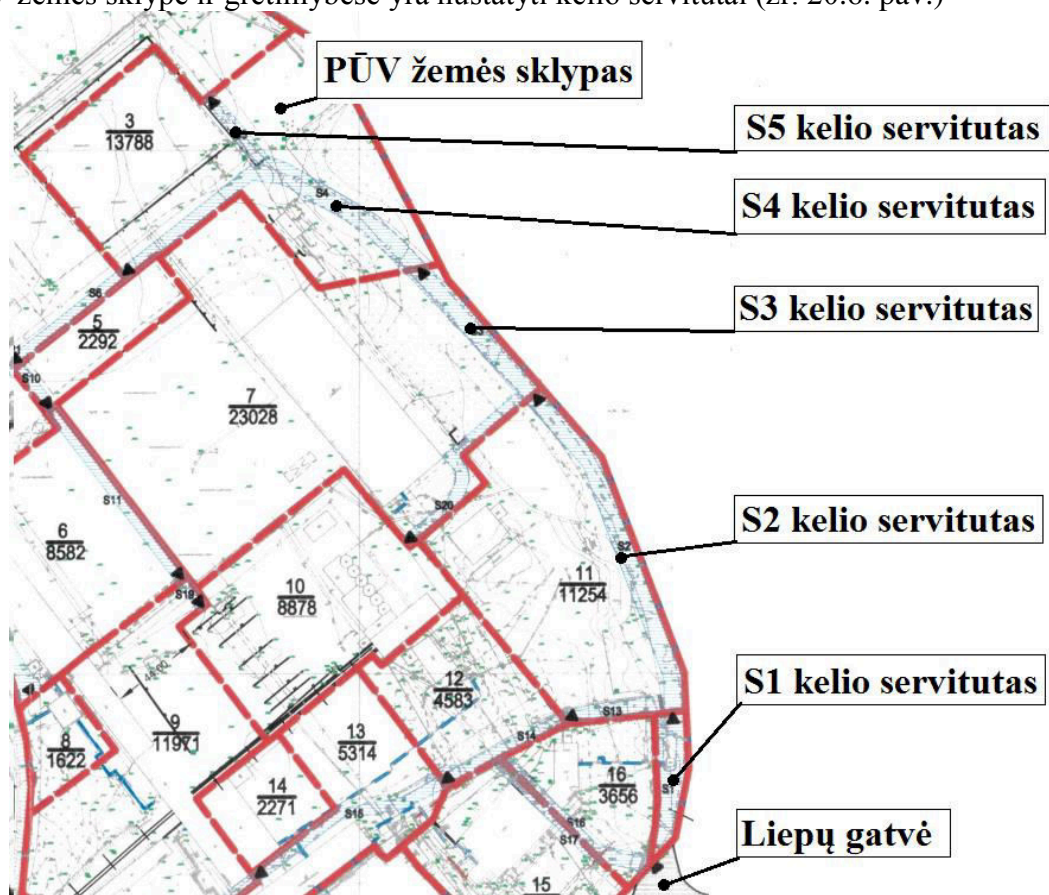 žemės sklype ir gretimybėse yra nustatyti kelio servitutai (žr. 20.6. pav.)
PŪV žemės sklypas
3
13788
S5 kelio servitutas
S4
S4 kelio servitutas
S6
S3 kelio servitutas
5
2292
S10
7
23028
S11
S20
S2 kelio servitutas
6
8582
S2
11
11254
10
8878
S19
S1 kelio servitutas
12
4583
S13
9
11971
8
1622
13
5314
S14
16
3656
S1
14
2271
S15
S16
S17
Liepų gatvė
15